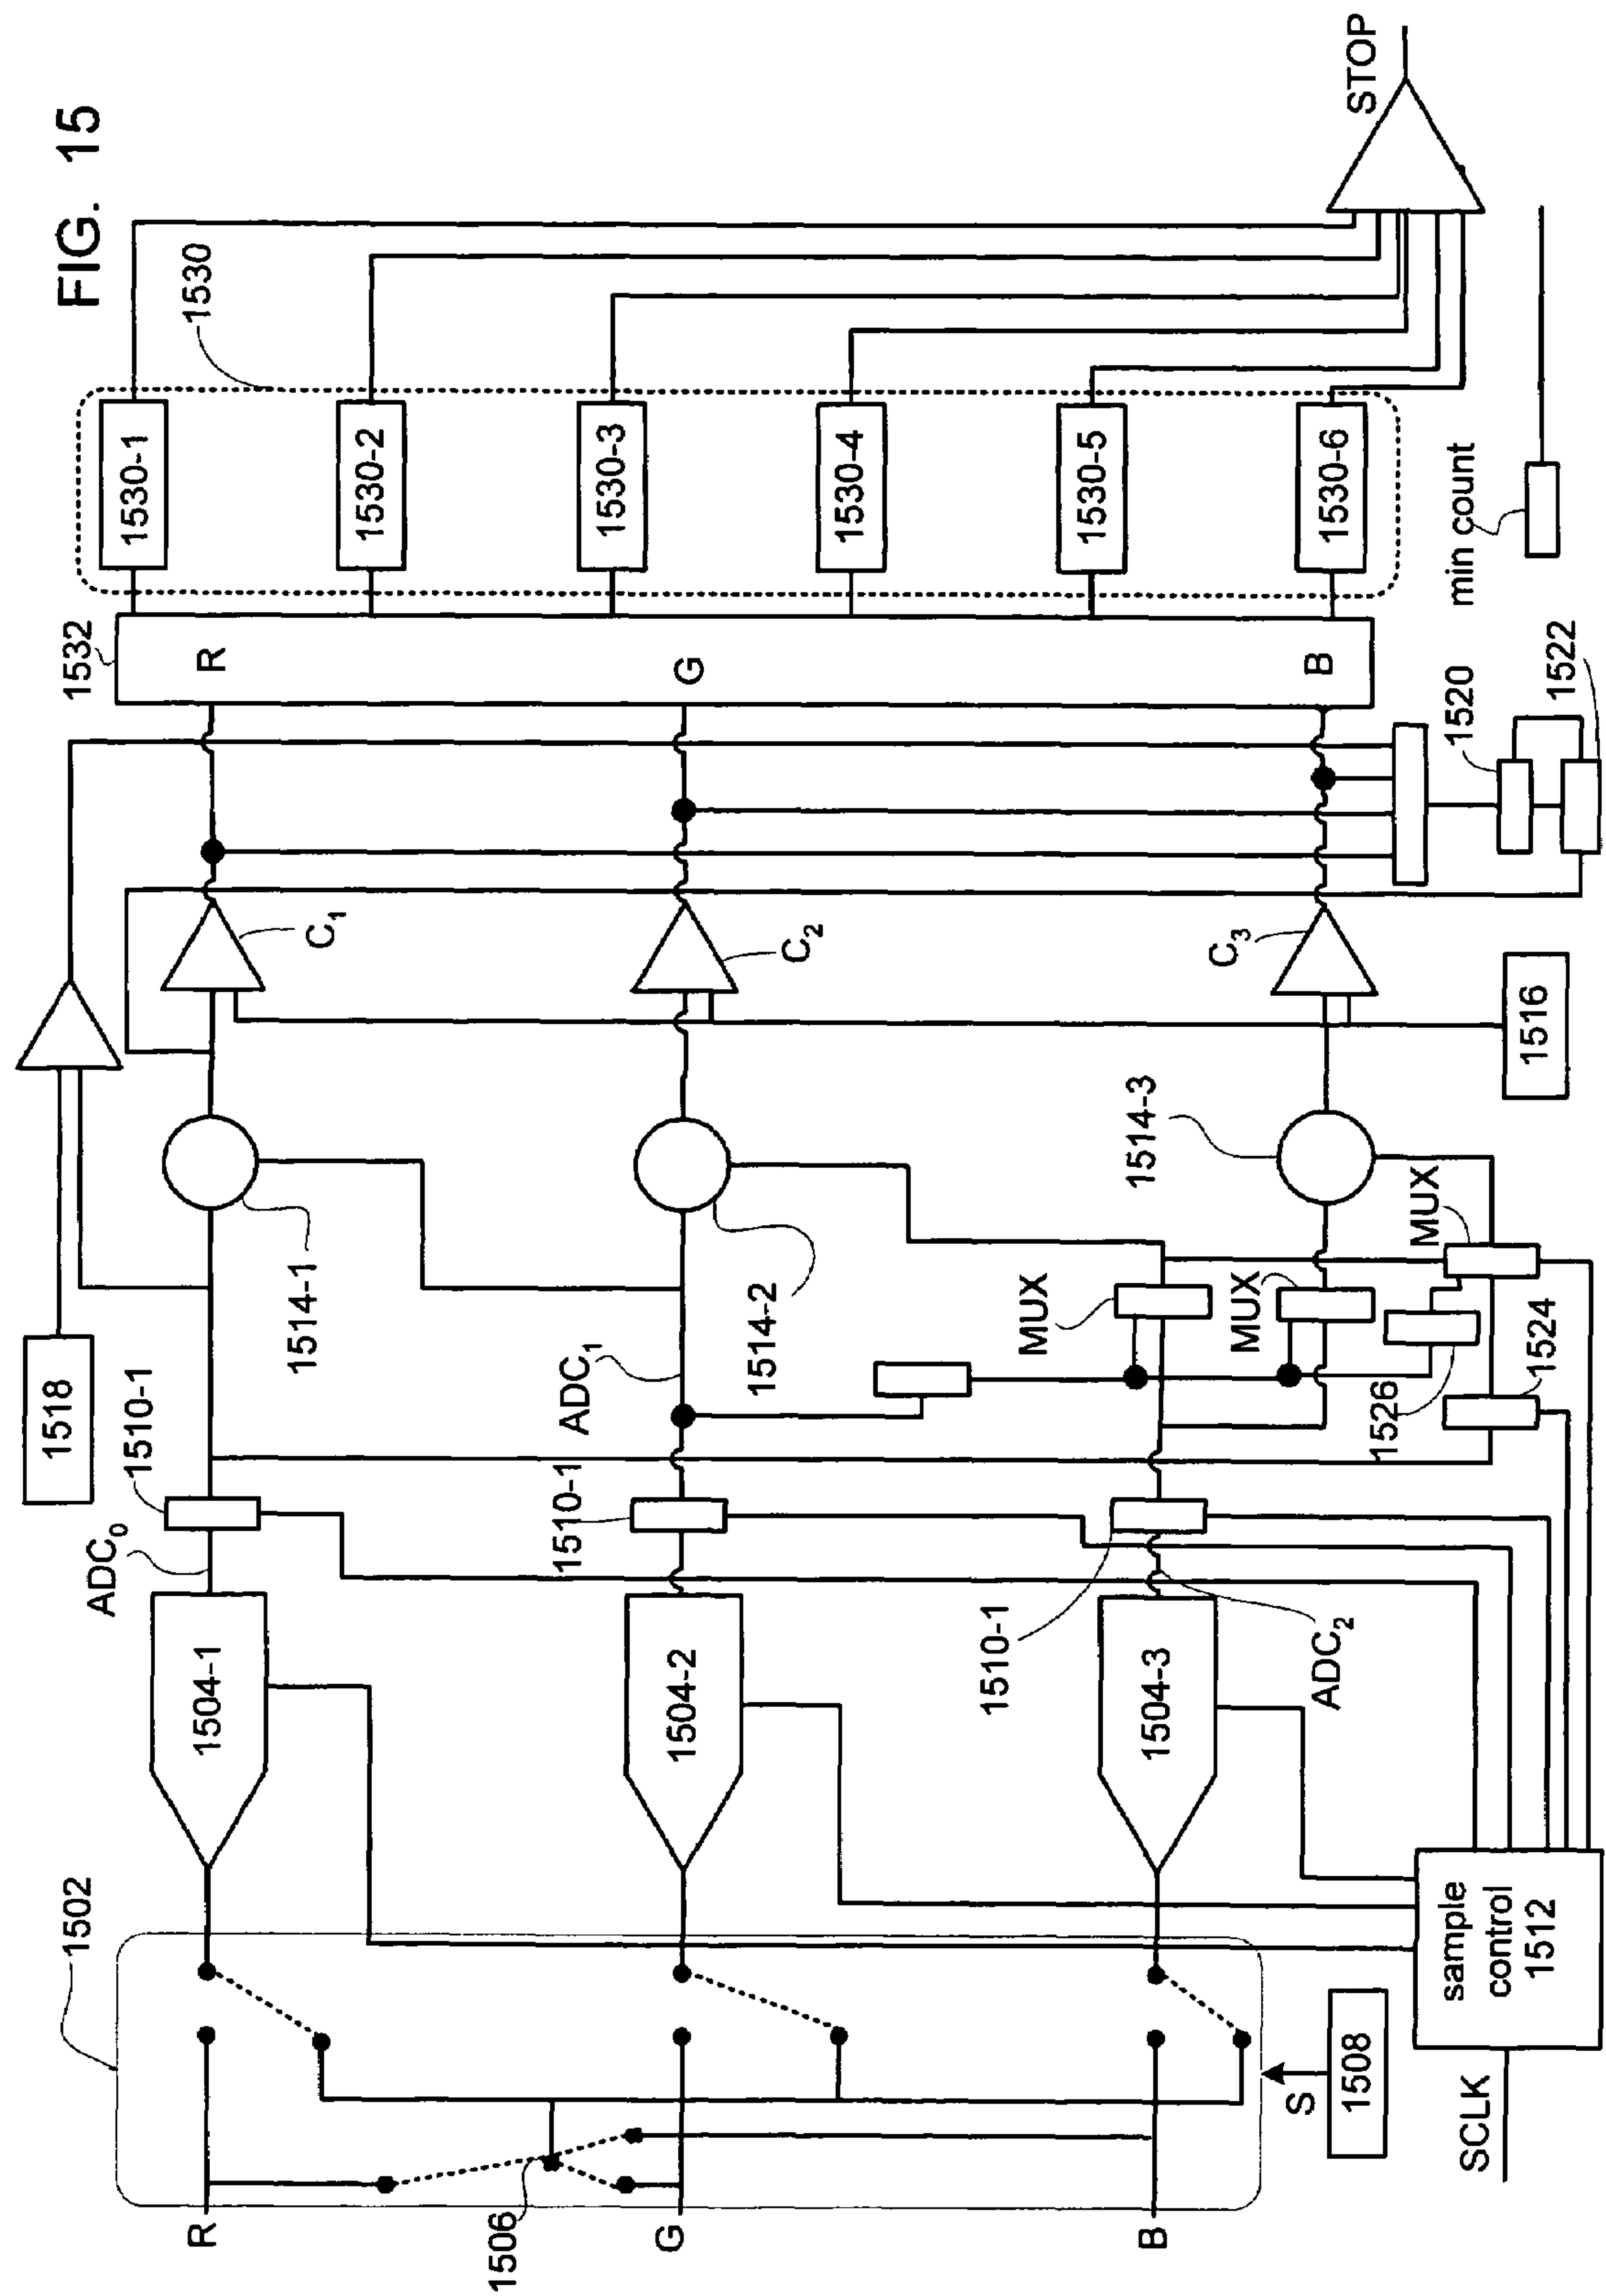 FIG. 15
1530
1532
1530-1
1530-2
1530-3
1530-4
1530-5
1530-6
STOP
min count
R
G
B
1520
1522
C1
C2
C3
1516
1518
1514-1
1514-2
1514-3
MUX
MUX
MUX
1524
1526
1510-1
1510-1
1510-1
ADC0
ADC1
ADC2
1504-1
1504-2
1504-3
1502
1506
R
G
B
S
1508
SCLK
sample
control
1512